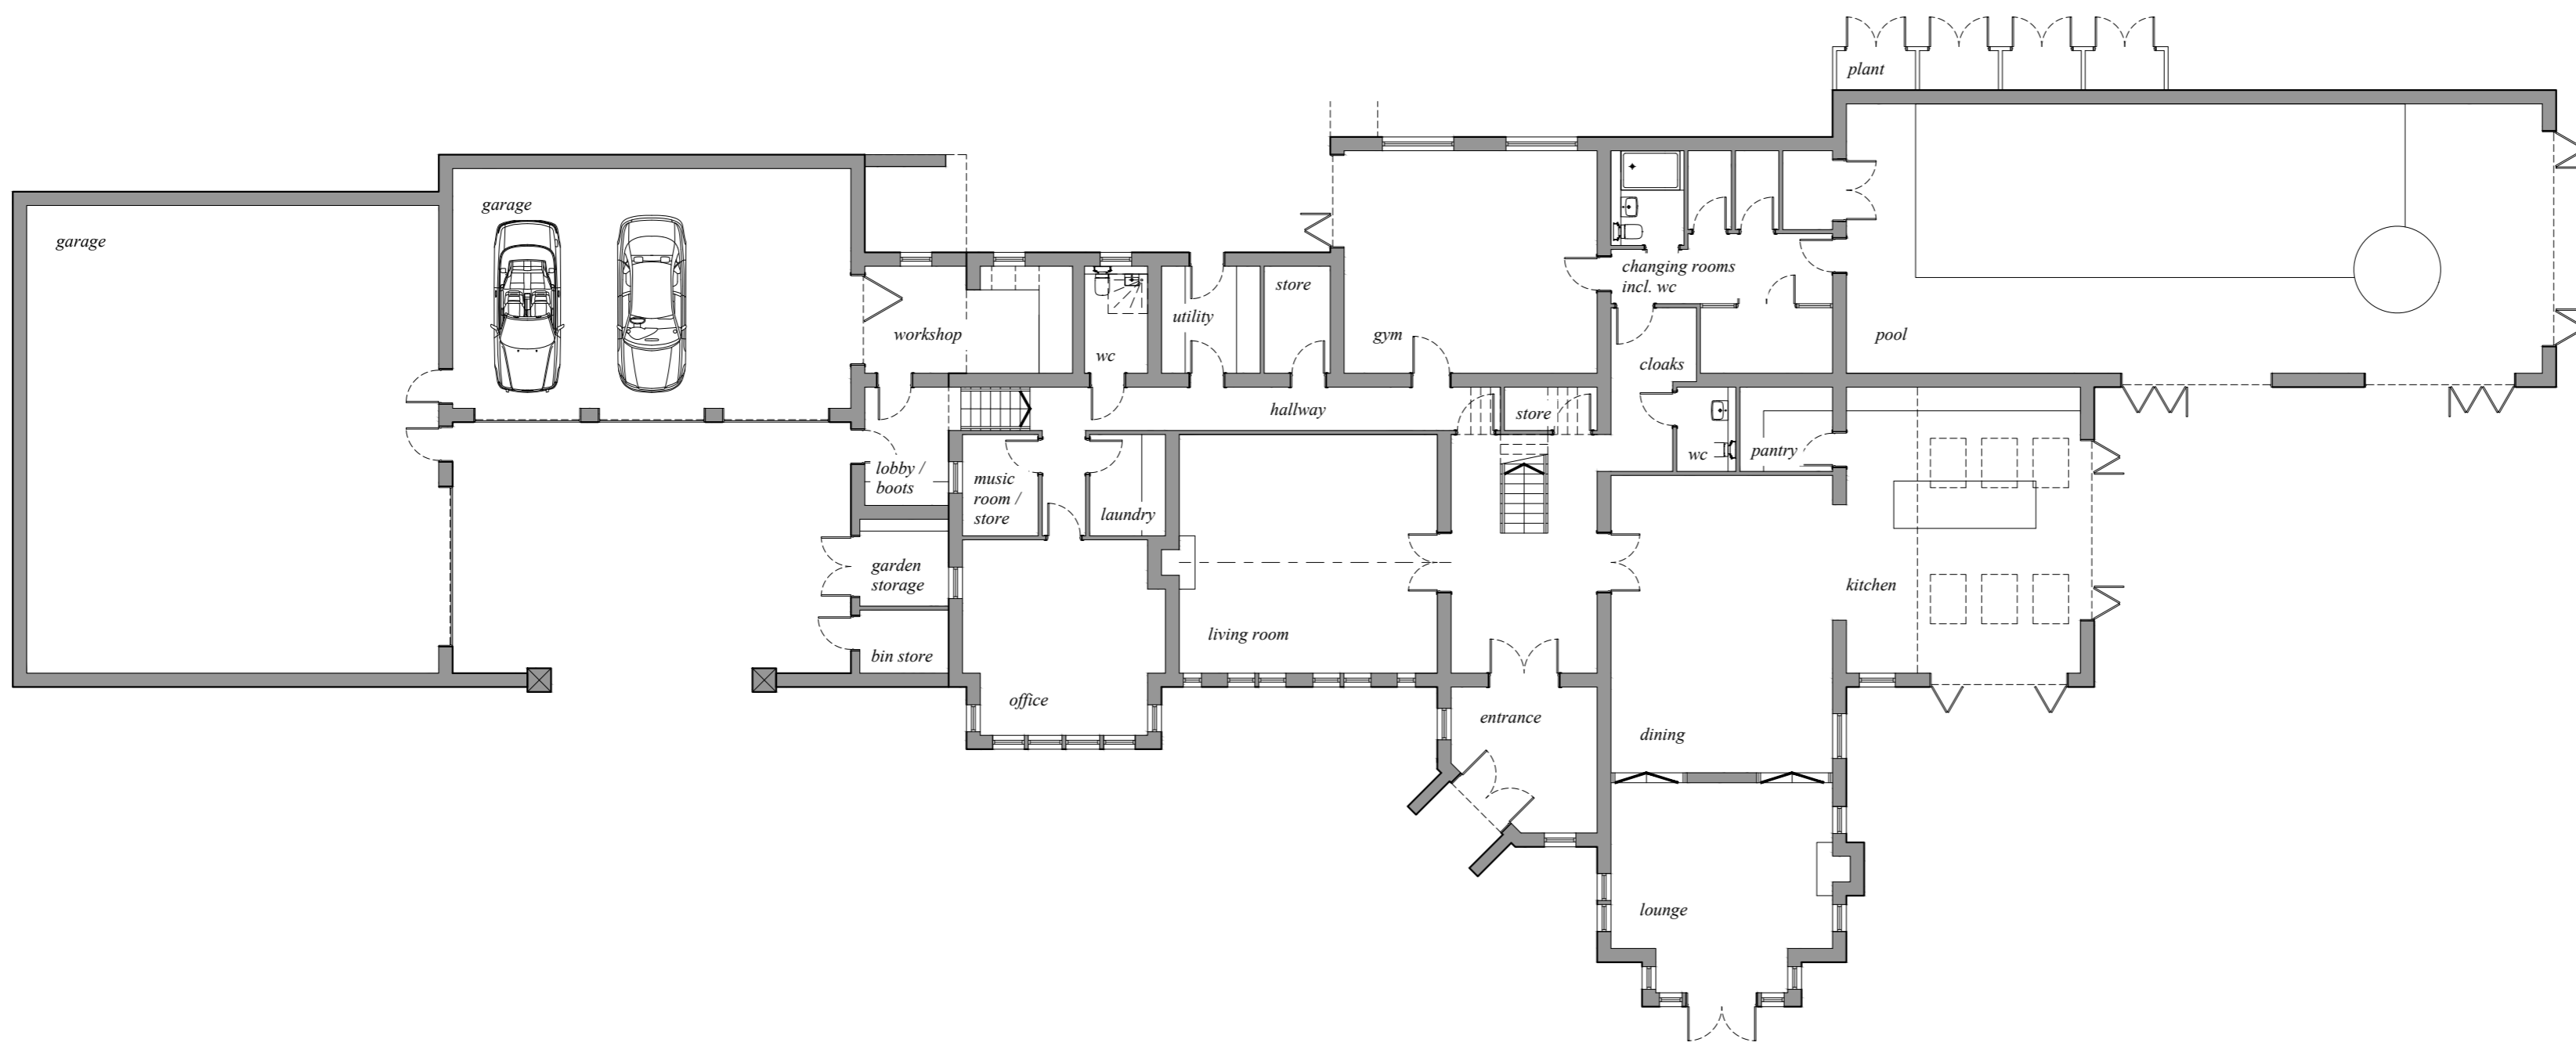 plant
garage
garage
changing rooms
incl. wc
store
utility
workshop
gym
pool
wc
cloaks
hallway
store
wc
pantry
lobby /
boots
music
room /
store
laundry
garden
storage
kitchen
living room
bin store
office
entrance
dining
lounge